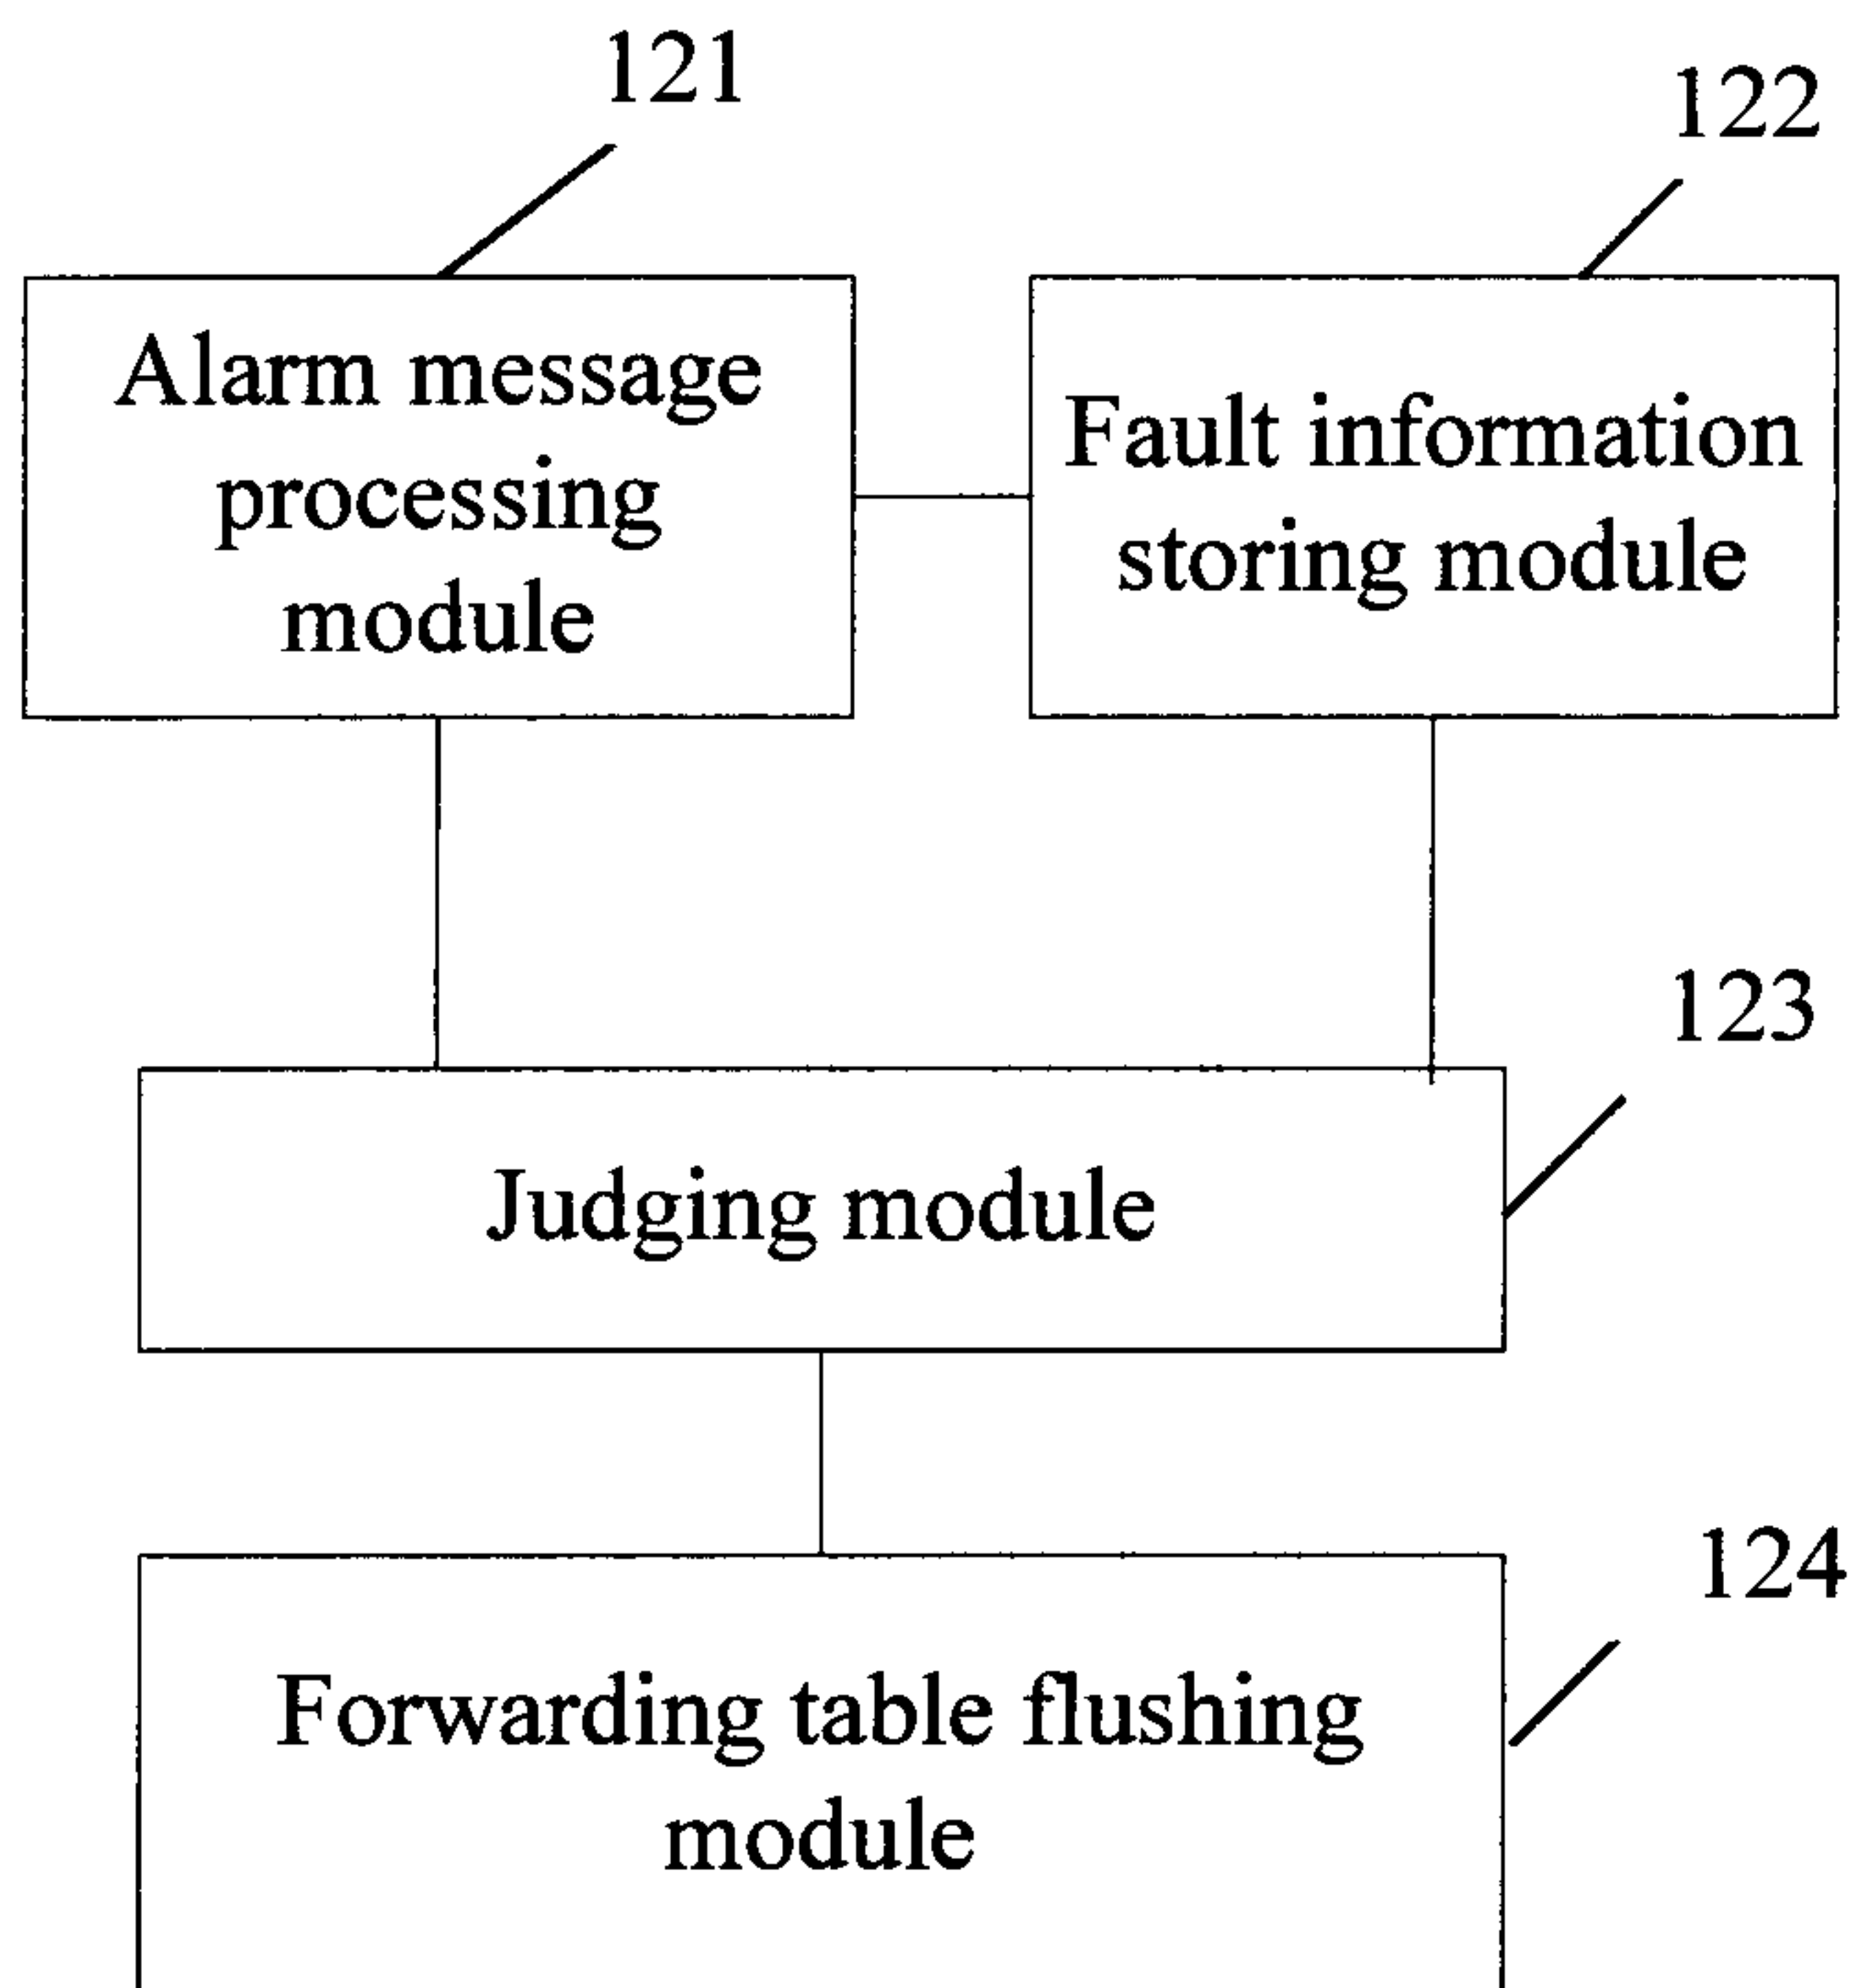 121
122
Alarm message
processing
module
Fault information
storing module
123
Judging module
124
Forwarding table flushing
module